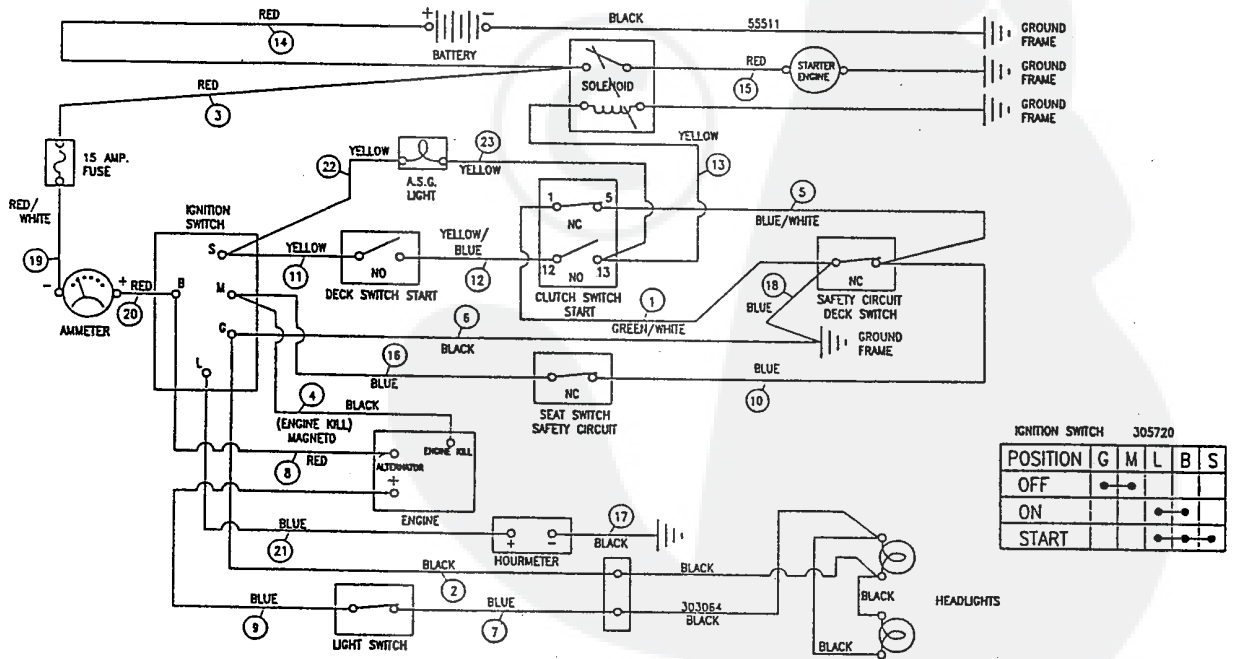 RED
14
+
-
BATTERY
BLACK
55511
GROUND
FRAME
RED
3
SOLENOID
RED
15
STARTER
ENGINE
GROUND
FRAME
GROUND
FRAME
YELLOW
13
15 AMP.
FUSE
RED/
WHITE
19
YELLOW
22
A.S.G.
LIGHT
23
YELLOW
IGNITION
SWITCH
S
M
G
L
B
YELLOW
11
NO
DECK SWITCH START
YELLOW/
BLUE
12
1
5
NC
12
13
NO
CLUTCH SWITCH
START
5
BLUE/WHITE
NC
SAFETY CIRCUIT
DECK SWITCH
18
BLUE
1
GREEN/WHITE
GROUND
FRAME
-
+
AMMETER
RED
20
6
BLACK
16
BLUE
NC
SEAT SWITCH
SAFETY CIRCUIT
BLUE
10
4
BLACK
(ENGINE KILL)
MAGNETO
8
RED
ENGINE KILL
ALTERNATOR
+
ENGINE
BLUE
21
+
-
HOURMETER
17
BLACK
BLACK
2
BLACK
BLUE
9
LIGHT SWITCH
BLUE
7
303064
BLACK
BLACK
BLACK
HEADLIGHTS
IGNITION SWITCH 305720
POSITION G M L B S
OFF
ON
START